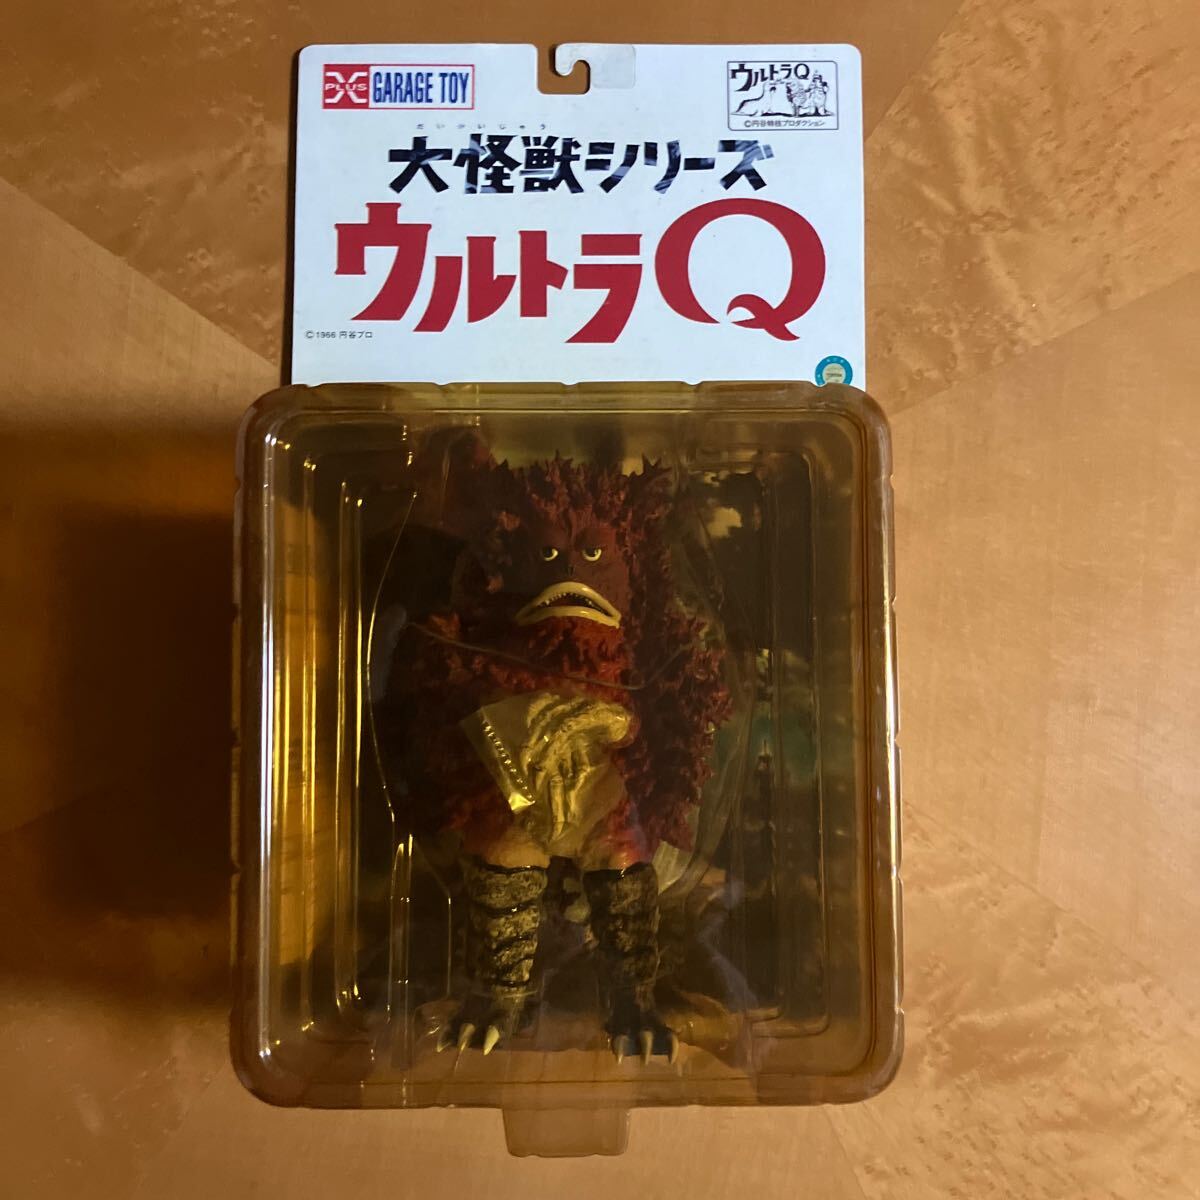 X PLUS GARAGE TOY
ウルトラQ
©円谷特技プロダクション
だいかいじゅう
大怪獣シリーズ
ウルトラQ
©1966 円谷プロ